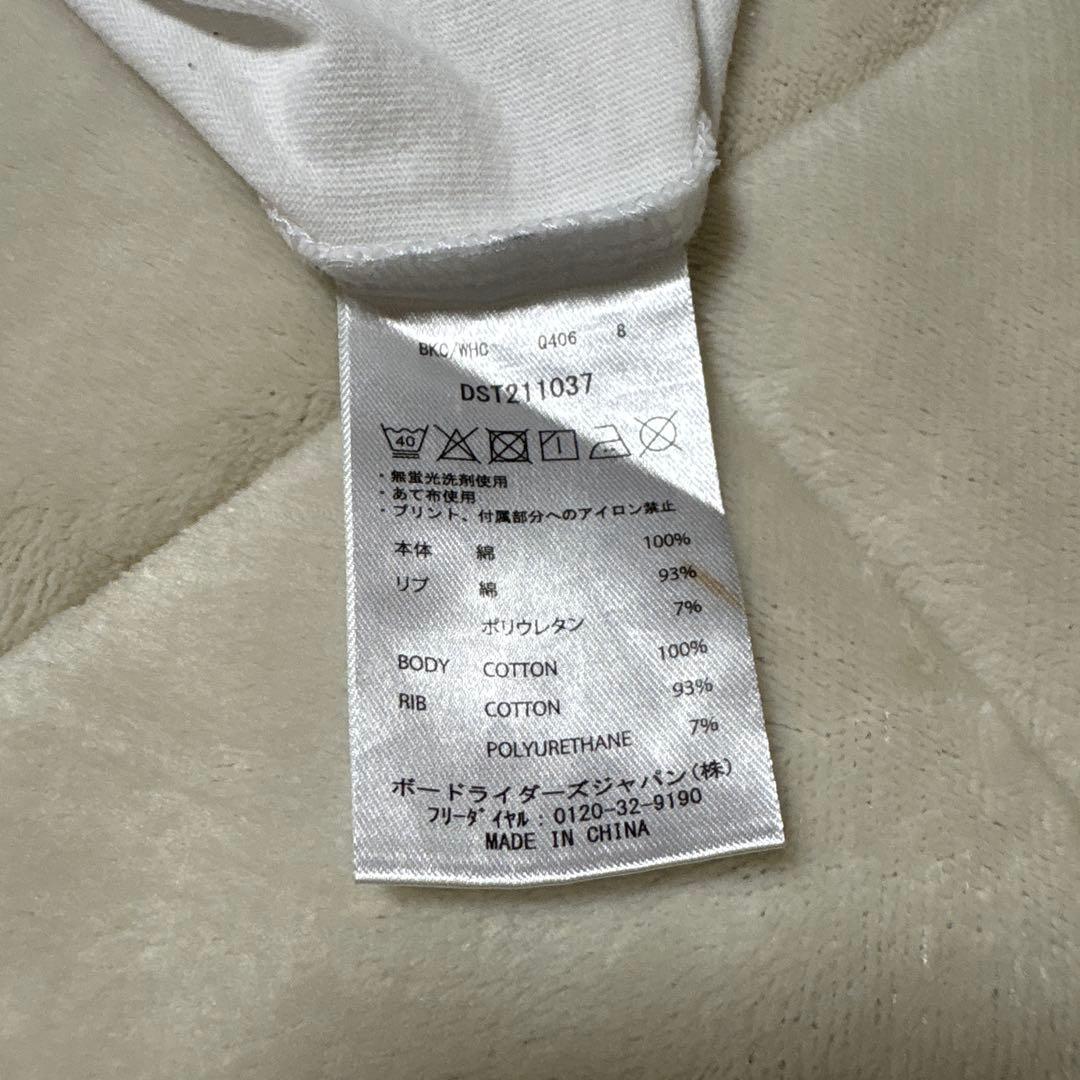 BKC/WHC Q406 8
DST211037
40
・無蛍光洗剤使用
・あて布使用
・プリント、付属部分へのアイロン禁止
本体 綿 100%
リブ 綿 93%
ポリウレタン 7%
BODY COTTON 100%
RIB COTTON 93%
POLYURETHANE 7%
ボードライダーズジャパン(株)
フリーダイヤル:0120-32-9190
MADE IN CHINA